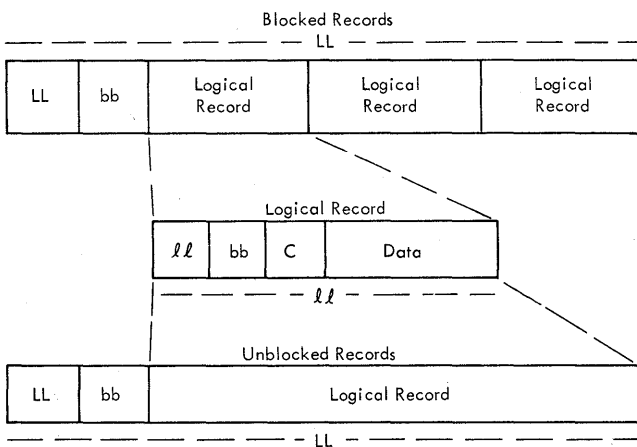 Blocked Records
LL
LL bb Logical Record Logical Record Logical Record
Logical Record
ℓℓ bb C Data
ℓℓ
Unblocked Records
LL bb Logical Record
LL